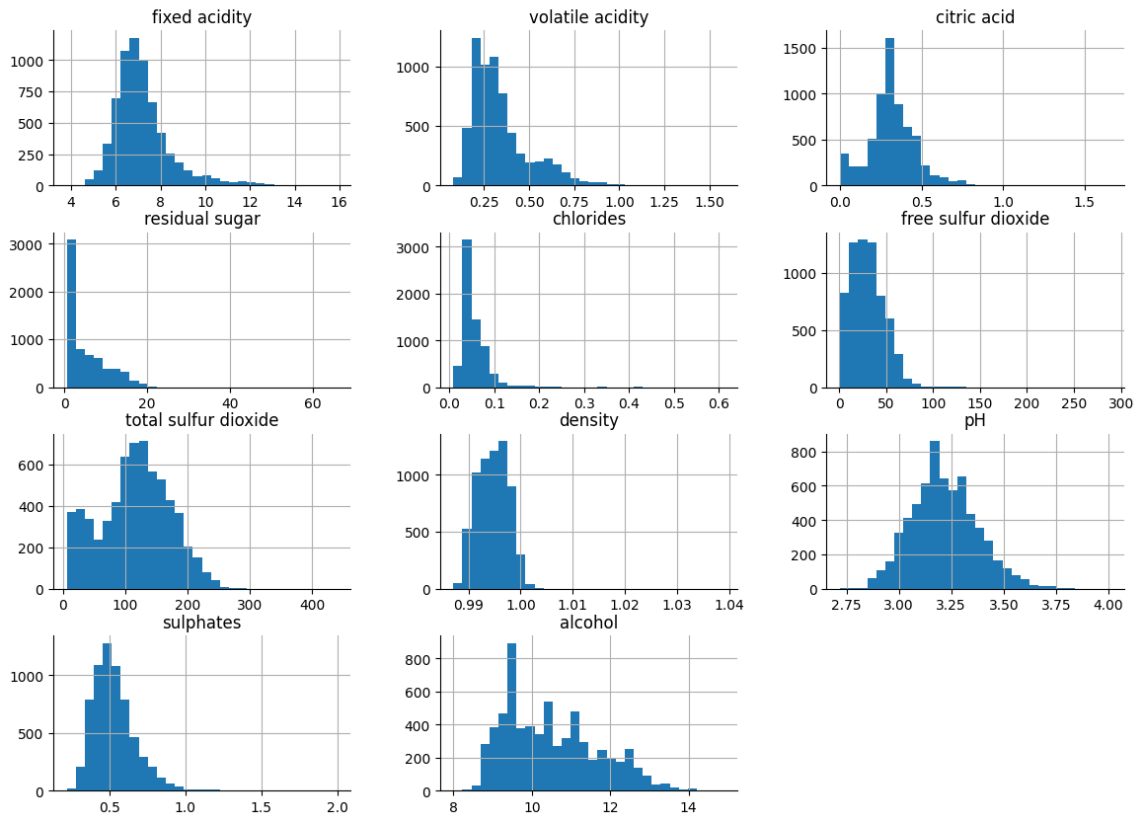 fixed acidity
volatile acidity
citric acid
1000
750
500
250
0
4 6 8 10 12 14 16
1000
500
0
0.25 0.50 0.75 1.00 1.25 1.50
1500
1000
500
0
0.0 0.5 1.0 1.5
residual sugar
chlorides
free sulfur dioxide
3000
2000
1000
0
0 20 40 60
3000
2000
1000
0
0.0 0.1 0.2 0.3 0.4 0.5 0.6
1000
500
0
0 50 100 150 200 250 300
total sulfur dioxide
density
pH
600
400
200
0
0 100 200 300 400
1000
500
0
0.99 1.00 1.01 1.02 1.03 1.04
800
600
400
200
0
2.75 3.00 3.25 3.50 3.75 4.00
sulphates
alcohol
1000
500
0
0.5 1.0 1.5 2.0
800
600
400
200
0
8 10 12 14